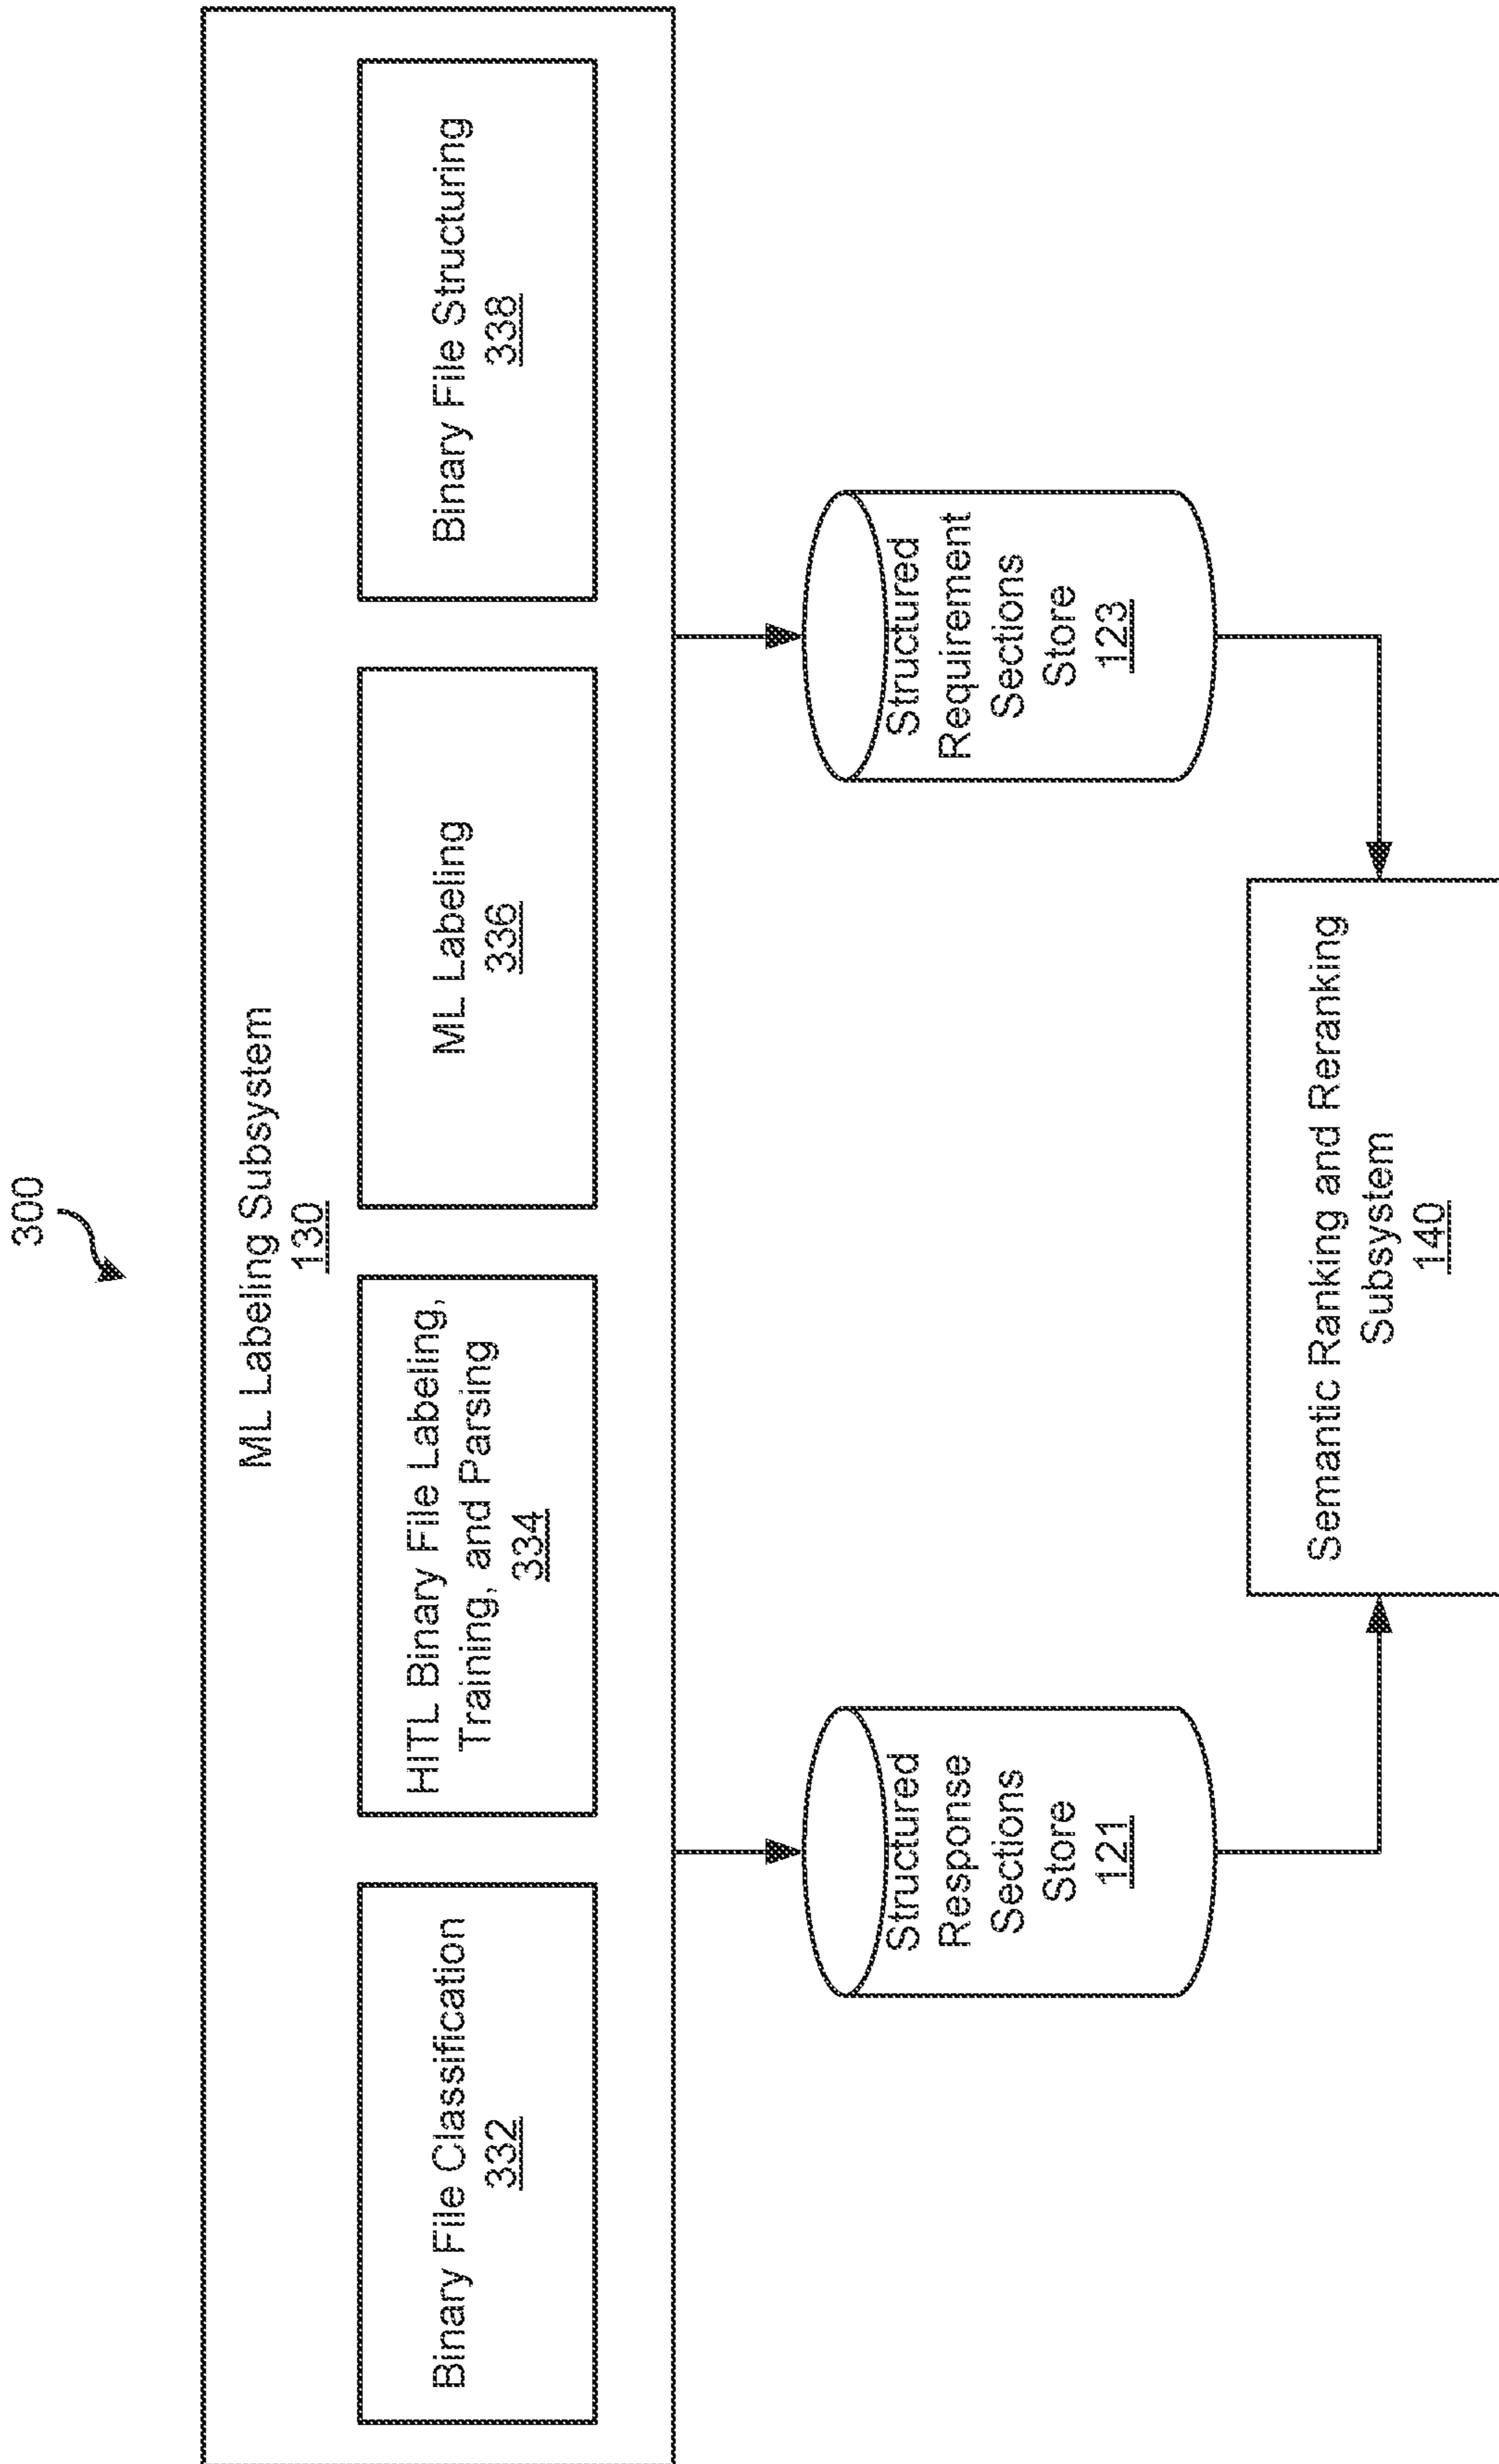 300
ML Labeling Subsystem
130
Binary File Classification
332
HITL Binary File Labeling,
Training, and Parsing
334
ML Labeling
336
Binary File Structuring
338
Structured
Response
Sections
Store
121
Structured
Requirement
Sections
Store
123
Semantic Ranking and Reranking
Subsystem
140